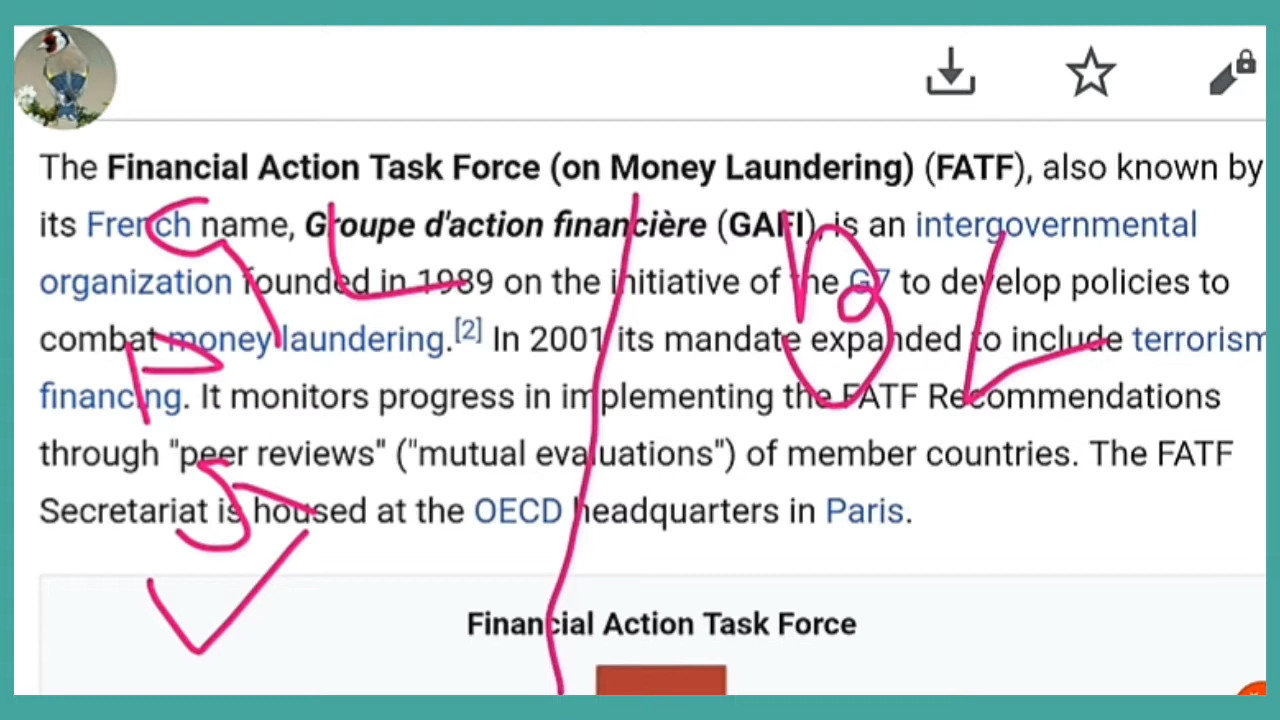 The Financial Action Task Force (on Money Laundering) (FATF), also known by
its French name, Groupe d'action financière (GAFI), is an intergovernmental
organization founded in 1989 on the initiative of the G7 to develop policies to
combat money laundering.[2] In 2001 its mandate expanded to include terrorism
financing. It monitors progress in implementing the FATF Recommendations
through "peer reviews" ("mutual evaluations") of member countries. The FATF
Secretariat is housed at the OECD headquarters in Paris.
Financial Action Task Force